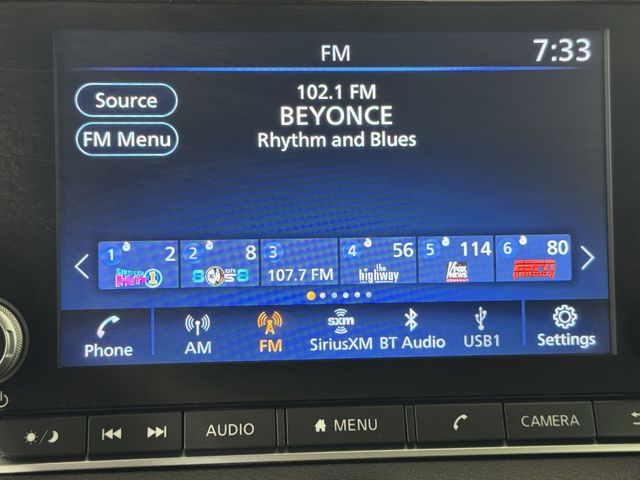 FM
7:33
Source
102.1 FM
BEYONCE
FM Menu
Rhythm and Blues
1 2
2 8
3
4 56
5 114
6 80
107.7 FM
the
highway
FOX
NEWS
ESPN
Phone
AM
FM
sxm
SiriusXM
BT Audio
USB1
Settings
AUDIO
MENU
CAMERA